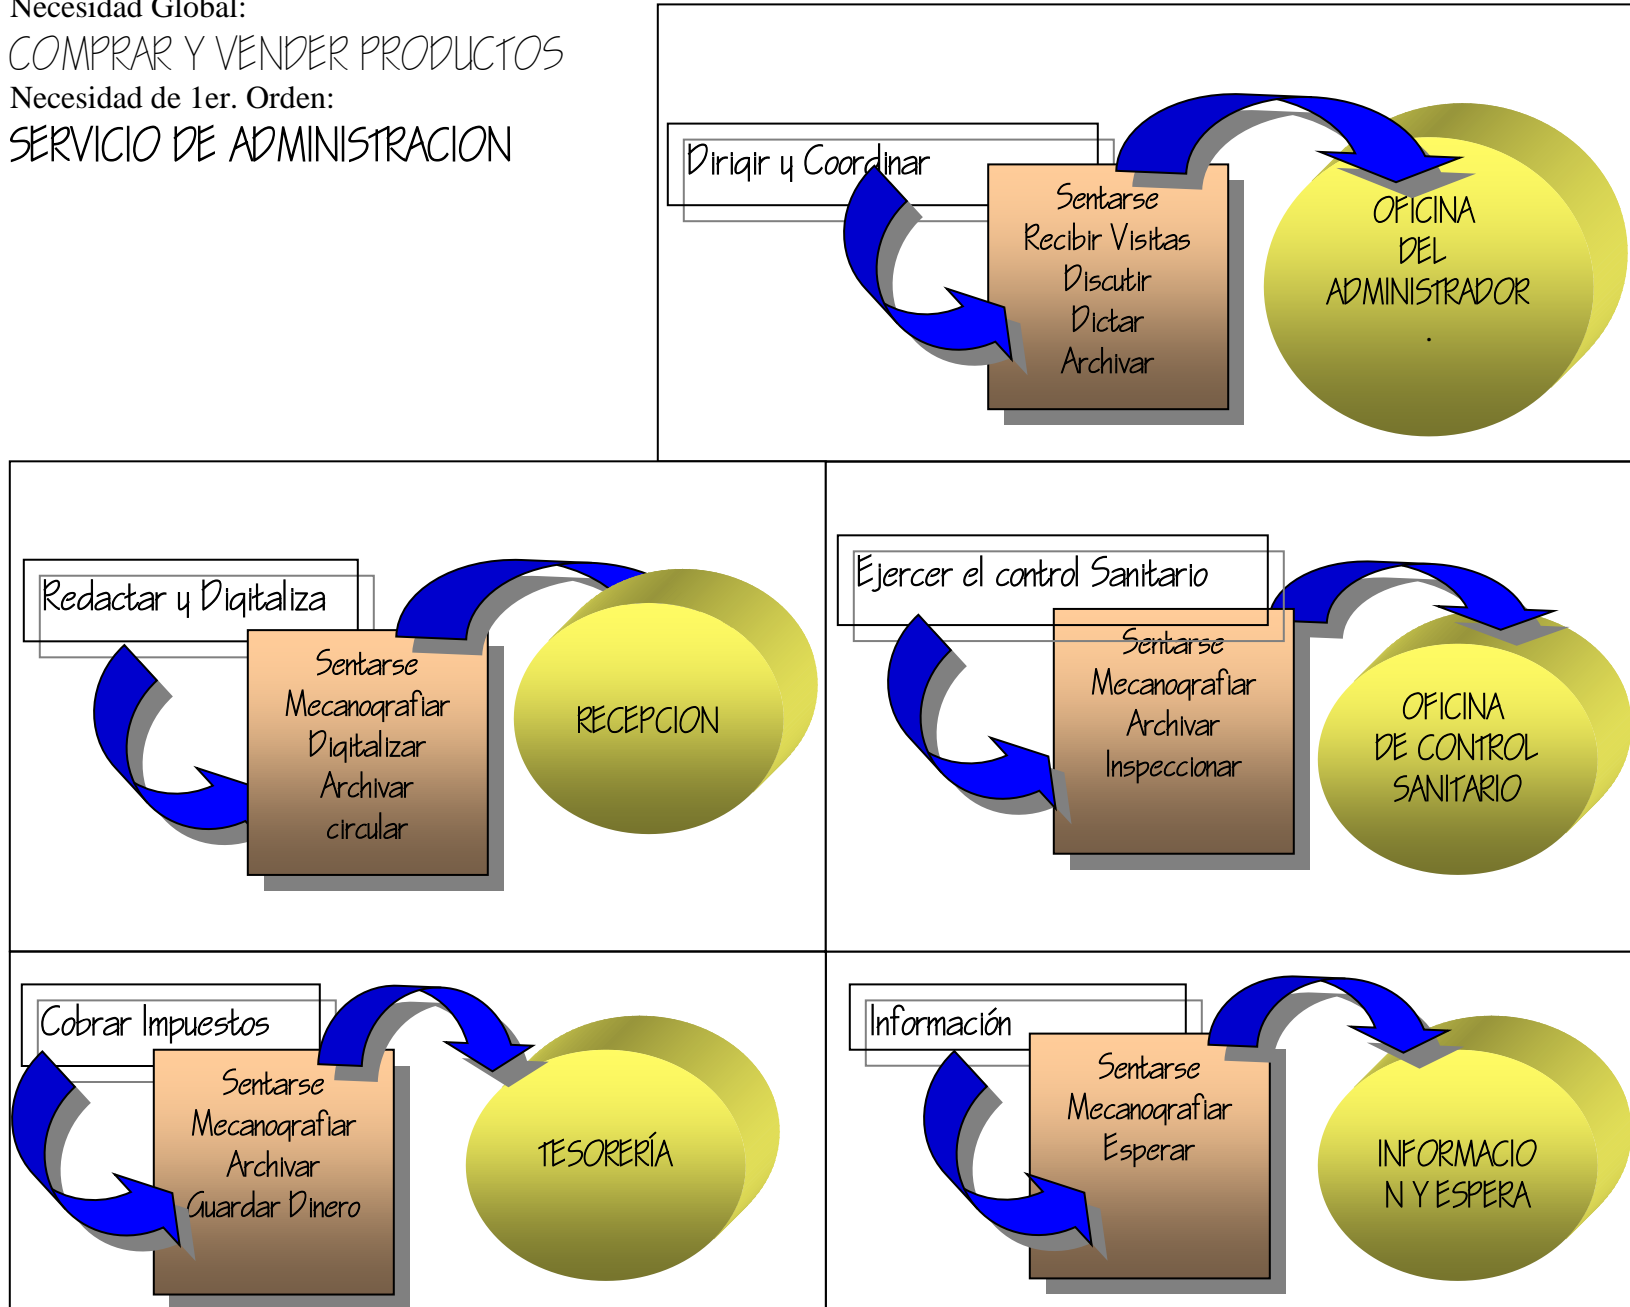 Necesidad Global:
COMPRAR Y VENDER PRODUCTOS
Necesidad de 1er. Orden:
SERVICIO DE ADMINISTRACION
Dirigir y Coordinar
Sentarse
Recibir Visitas
Discutir
Dictar
Archivar
OFICINA
DEL
ADMINISTRADOR
.
Redactar y Digitaliza
Sentarse
Mecanografiar
Digitalizar
Archivar
circular
RECEPCION
Ejercer el control Sanitario
Sentarse
Mecanografiar
Archivar
Inspeccionar
OFICINA
DE CONTROL
SANITARIO
Cobrar Impuestos
Sentarse
Mecanografiar
Archivar
Guardar Dinero
TESORERÍA
Información
Sentarse
Mecanografiar
Esperar
INFORMACIO
N Y ESPERA